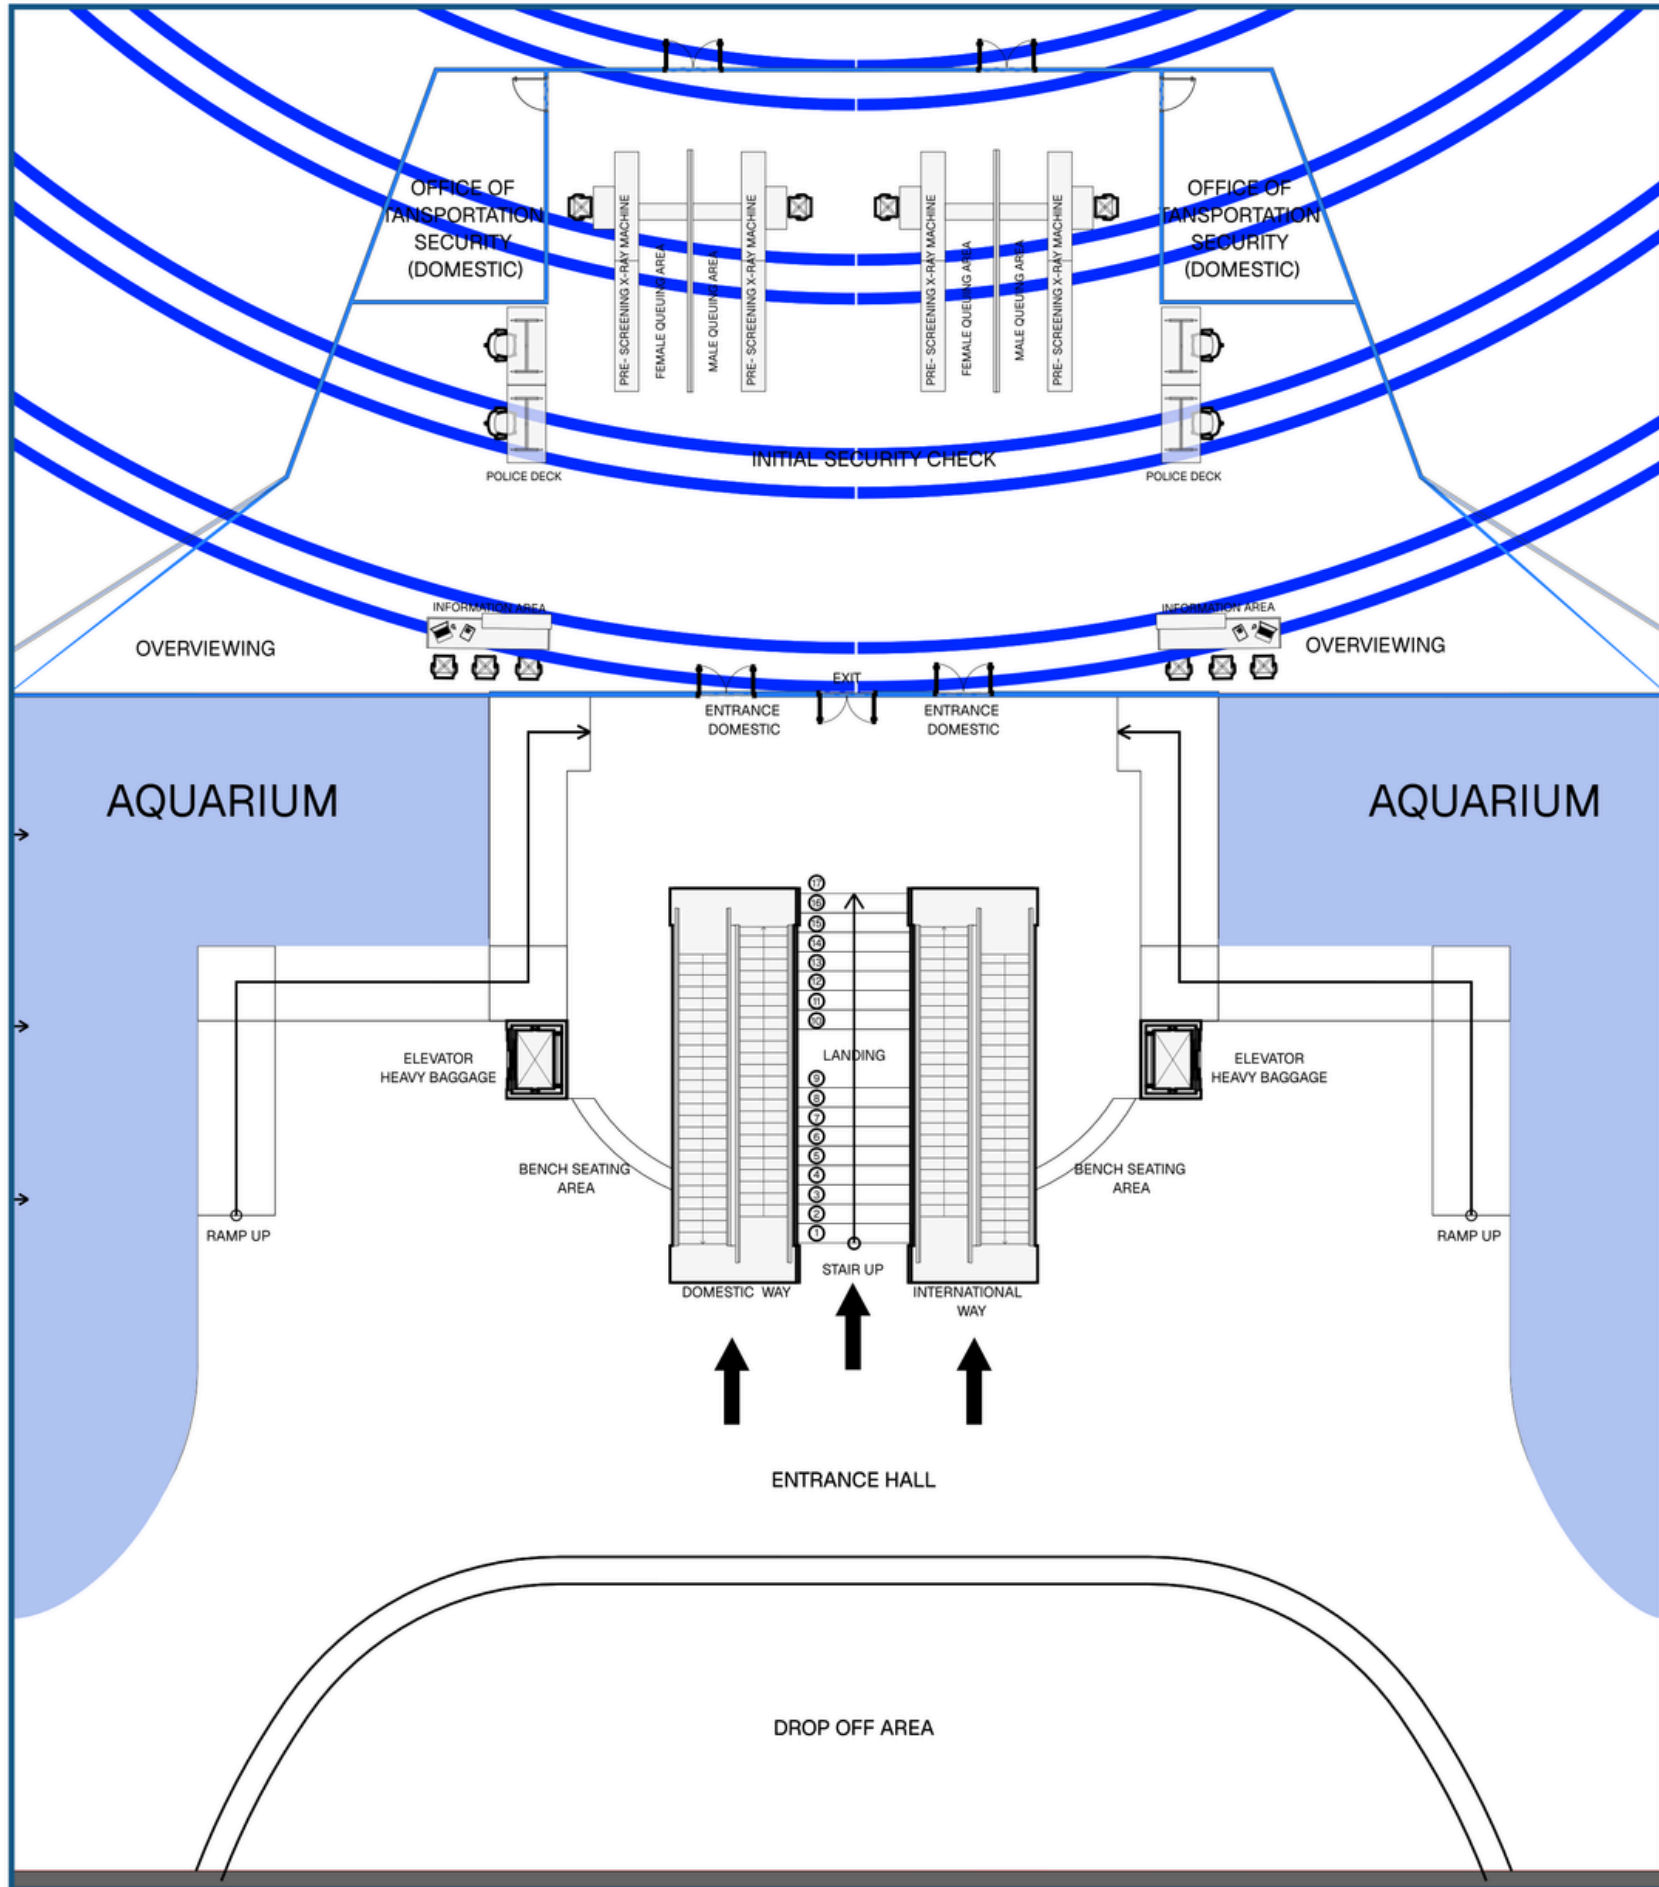 OFFICE OF
TANSPORTATION
SECURITY
(DOMESTIC)
OFFICE OF
TANSPORTATION
SECURITY
(DOMESTIC)
PRE- SCREENING X-RAY MACHINE
FEMALE QUEUING AREA
MALE QUEUING AREA
PRE- SCREENING X-RAY MACHINE
PRE- SCREENING X-RAY MACHINE
FEMALE QUEUING AREA
MALE QUEUING AREA
PRE- SCREENING X-RAY MACHINE
INITIAL SECURITY CHECK
POLICE DECK
POLICE DECK
INFORMATION AREA
INFORMATION AREA
OVERVIEWING
OVERVIEWING
EXIT
ENTRANCE
DOMESTIC
ENTRANCE
DOMESTIC
AQUARIUM
AQUARIUM
17
16
15
14
13
12
11
10
LANDING
9
8
7
6
5
4
3
2
1
ELEVATOR
HEAVY BAGGAGE
ELEVATOR
HEAVY BAGGAGE
BENCH SEATING
AREA
BENCH SEATING
AREA
RAMP UP
RAMP UP
STAIR UP
DOMESTIC WAY
INTERNATIONAL
WAY
ENTRANCE HALL
DROP OFF AREA